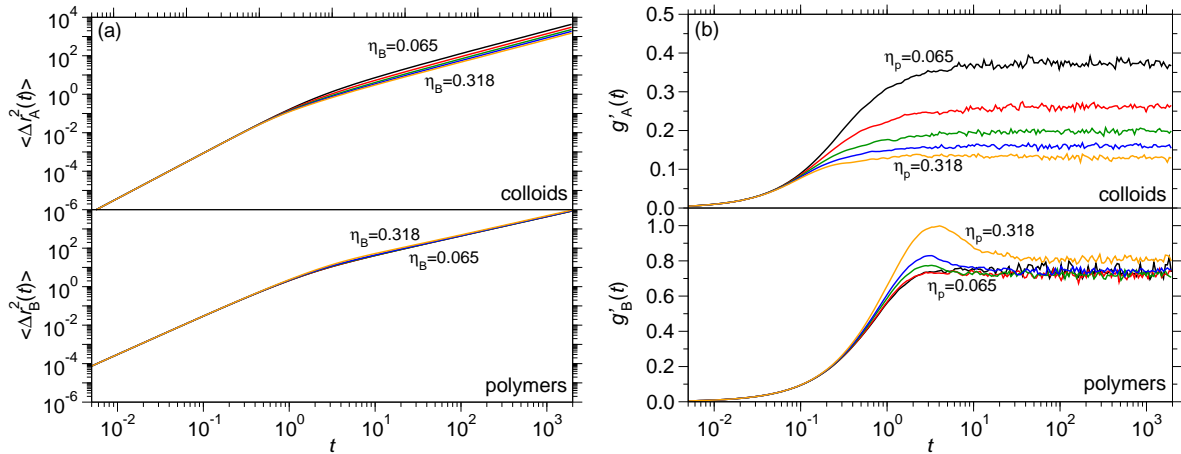 (a)
10^4
10^2
10^0
10^-2
10^-4
10^-6
<Δr_A^2(t)>
η_B=0.065
η_B=0.318
colloids
10^2
10^0
10^-2
10^-4
10^-6
<Δr_B^2(t)>
η_B=0.318
η_B=0.065
polymers
10^-2 10^-1 10^0 10^1 10^2 10^3
t
(b)
0.5
0.4
0.3
0.2
0.1
0.0
g'_A(t)
η_p=0.065
η_p=0.318
colloids
1.0
0.8
0.6
0.4
0.2
0.0
g'_B(t)
η_p=0.318
η_p=0.065
polymers
10^-2 10^-1 10^0 10^1 10^2 10^3
t